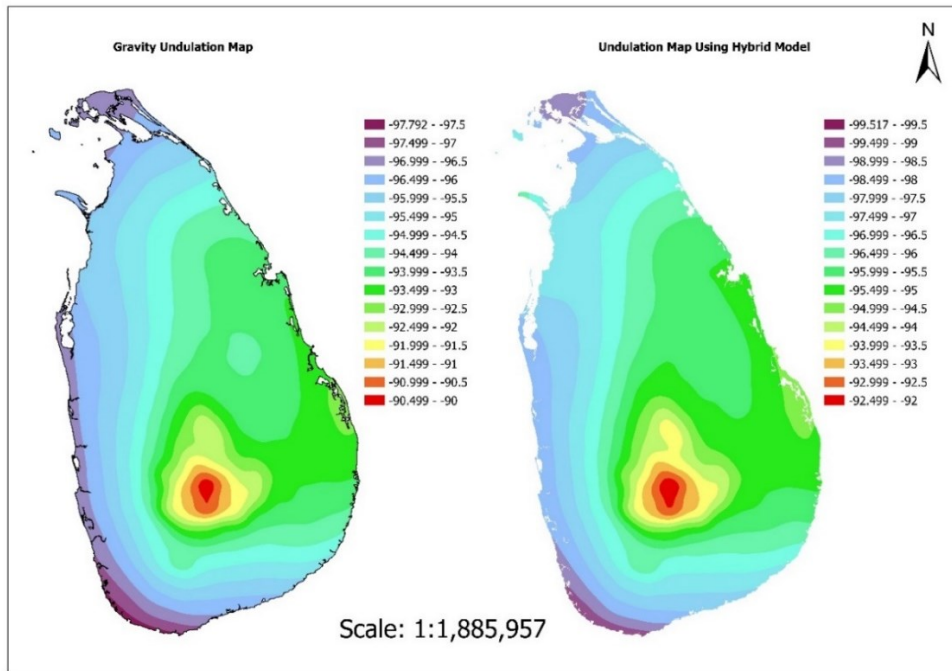 Gravity Undulation Map
Undulation Map Using Hybrid Model
N
-97.792 - -97.5
-97.499 - -97
-96.999 - -96.5
-96.499 - -96
-95.999 - -95.5
-95.499 - -95
-94.999 - -94.5
-94.499 - -94
-93.999 - -93.5
-93.499 - -93
-92.999 - -92.5
-92.499 - -92
-91.999 - -91.5
-91.499 - -91
-90.999 - -90.5
-90.499 - -90
-99.517 - -99.5
-99.499 - -99
-98.999 - -98.5
-98.499 - -98
-97.999 - -97.5
-97.499 - -97
-96.999 - -96.5
-96.499 - -96
-95.999 - -95.5
-95.499 - -95
-94.999 - -94.5
-94.499 - -94
-93.999 - -93.5
-93.499 - -93
-92.999 - -92.5
-92.499 - -92
Scale: 1:1,885,957